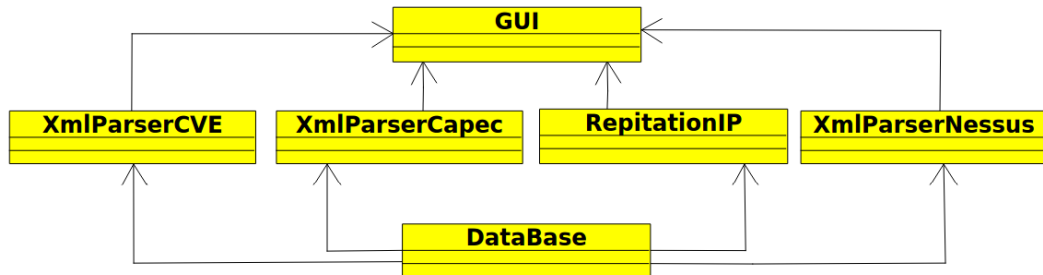 GUI
XmlParserCVE
XmlParserCapec
RepitationIP
XmlParserNessus
DataBase